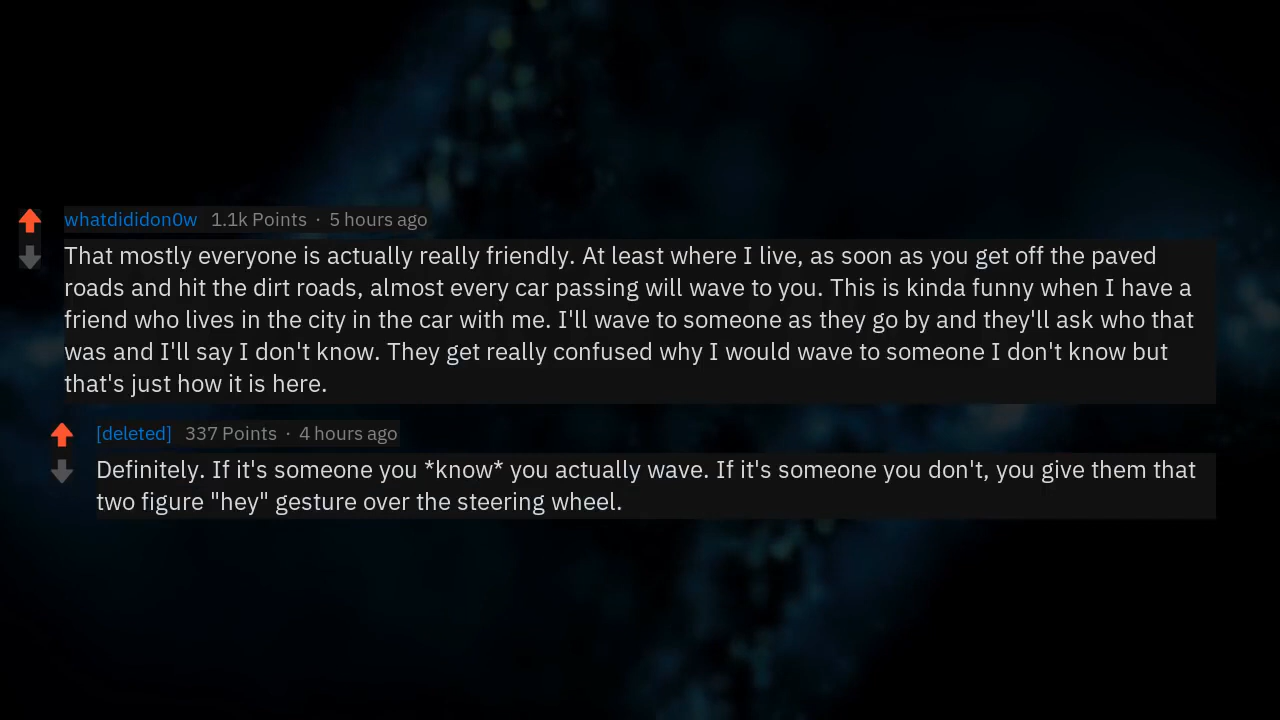 whatdididon0w 1.1k Points · 5 hours ago
That mostly everyone is actually really friendly. At least where I live, as soon as you get off the paved
roads and hit the dirt roads, almost every car passing will wave to you. This is kinda funny when I have a
friend who lives in the city in the car with me. I'll wave to someone as they go by and they'll ask who that
was and I'll say I don't know. They get really confused why I would wave to someone I don't know but
that's just how it is here.
[deleted] 337 Points · 4 hours ago
Definitely. If it's someone you *know* you actually wave. If it's someone you don't, you give them that
two figure "hey" gesture over the steering wheel.